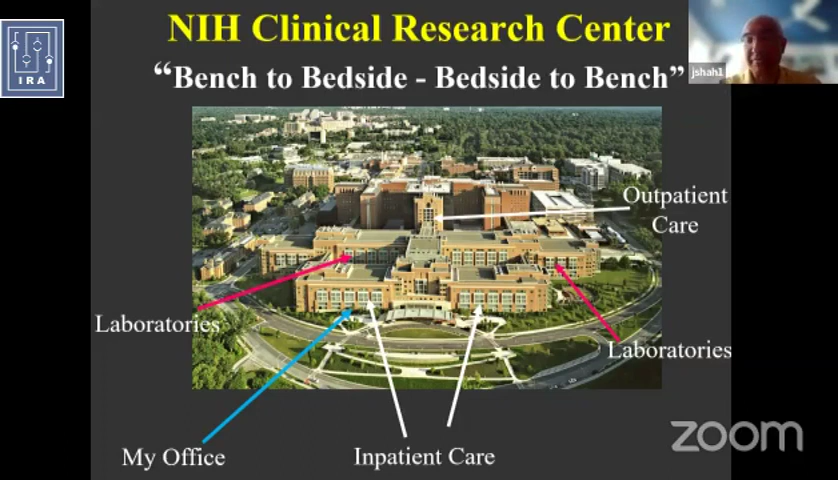 NIH Clinical Research Center
“Bench to Bedside - Bedside to Bench”
jshah1
IRA
Outpatient
Care
Laboratories
Laboratories
My Office
Inpatient Care
zoom